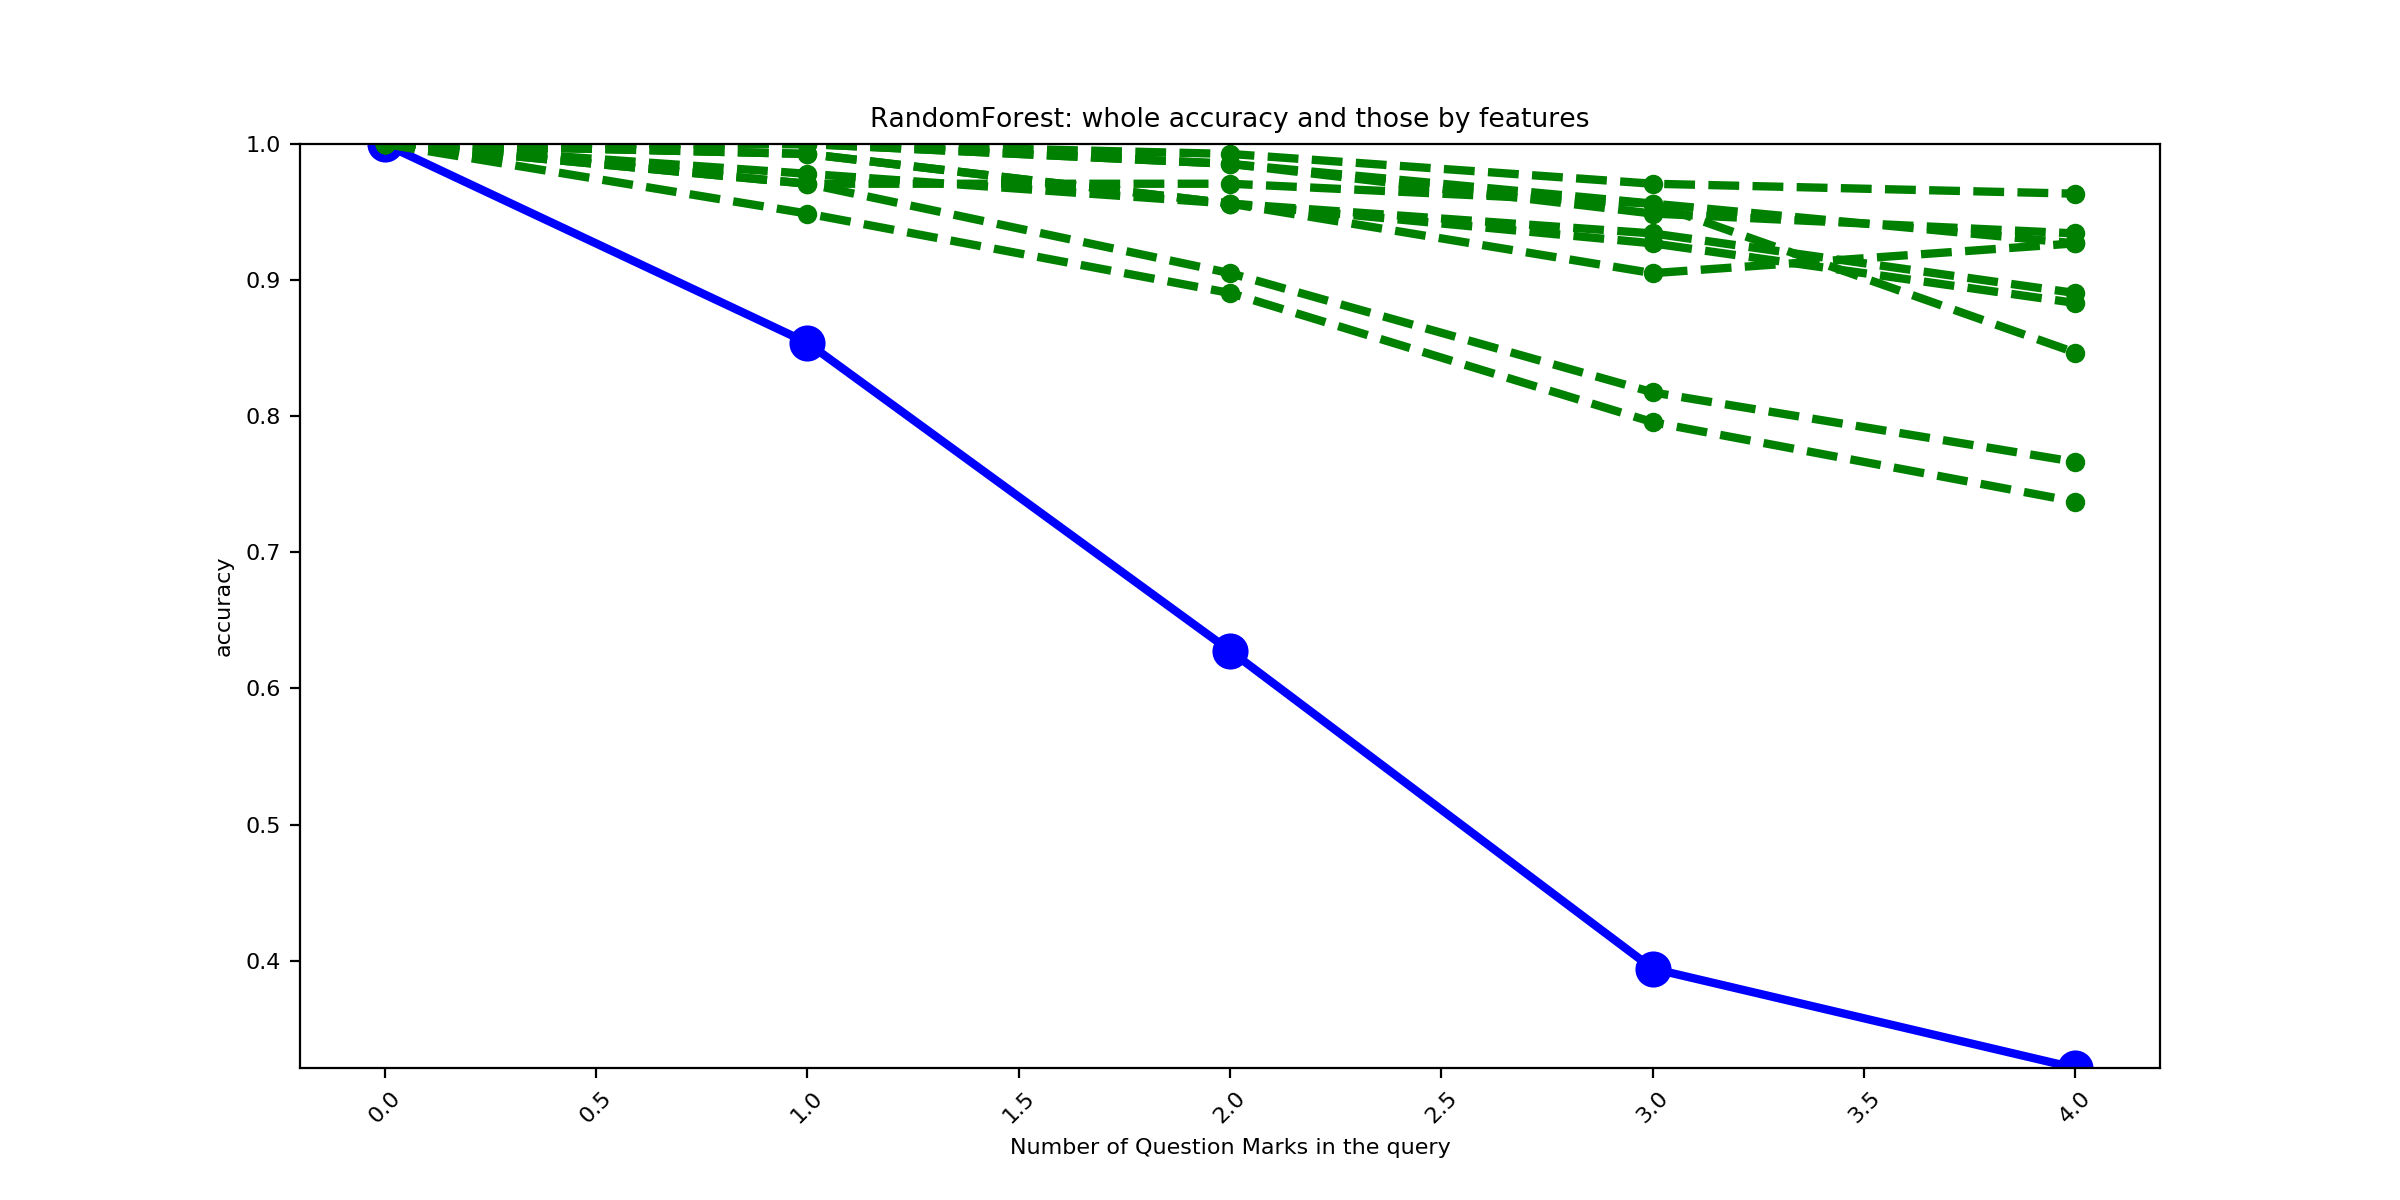 RandomForest: whole accuracy and those by features
1.0
0.9
0.8
0.7
0.6
0.5
0.4
accuracy
0.0 0.5 1.0 1.5 2.0 2.5 3.0 3.5 4.0
Number of Question Marks in the query